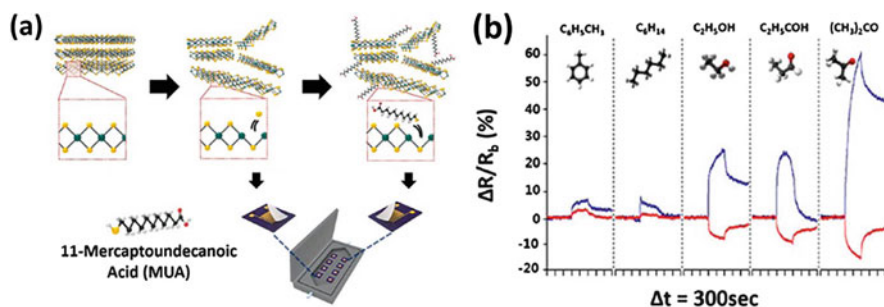 (a)
11-Mercaptoundecanoic
Acid (MUA)
(b)
C₆H₅CH₃ C₆H₁₄ C₂H₅OH C₂H₅COH (CH₃)₂CO
ΔR/R_b (%)
60
50
40
30
20
10
0
-10
-20
Δt = 300sec